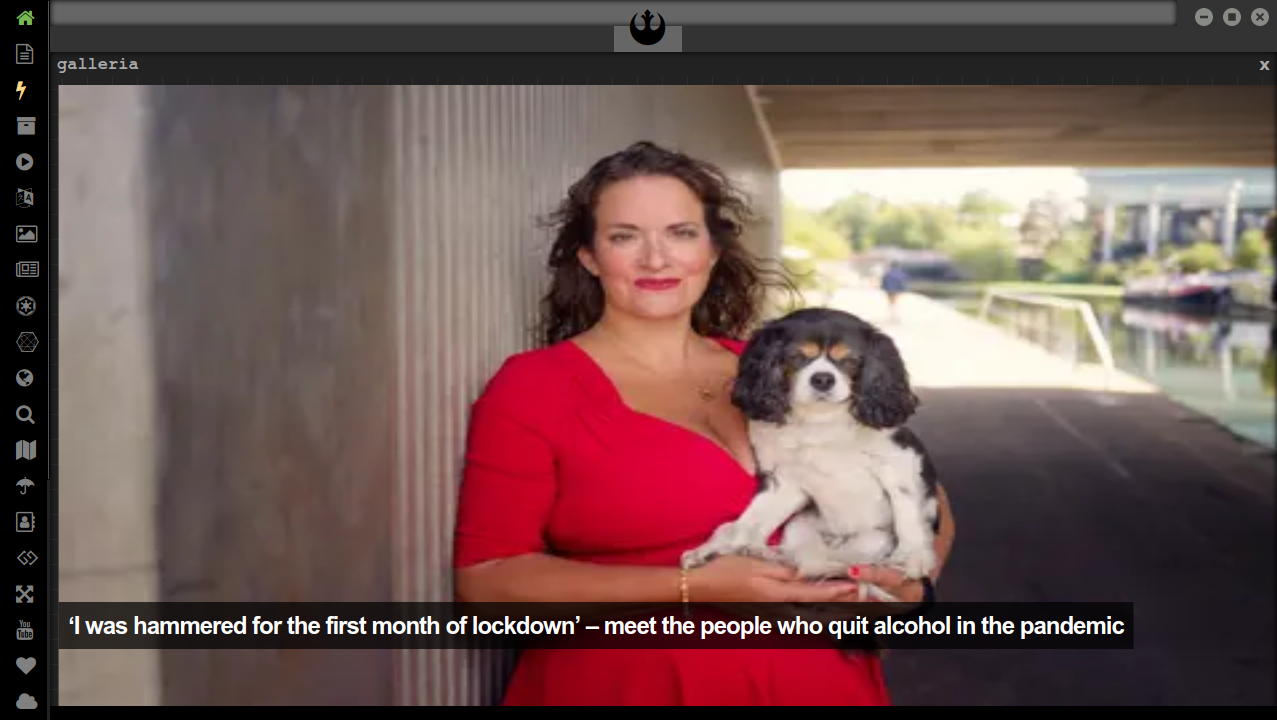 galleria
x
‘I was hammered for the first month of lockdown’ – meet the people who quit alcohol in the pandemic
You
Tube